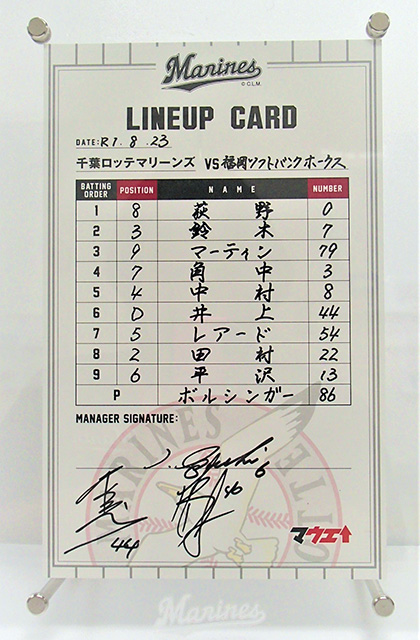 Marines
© C.L.M.
LINEUP CARD
DATE: R1. 8. 23
千葉ロッテマリーンズ VS 福岡ソフトバンクホークス
BATTING ORDER POSITION NAME NUMBER
1 8 荻野 0
2 3 鈴木 7
3 9 マーティン 79
4 7 角中 3
5 4 中村 8
6 D 井上 44
7 5 レアード 54
8 2 田村 22
9 6 平沢 13
P ボルシンガー 86
MANAGER SIGNATURE:
6
44 86
マウエ
MARINES
LOTTE
Marines